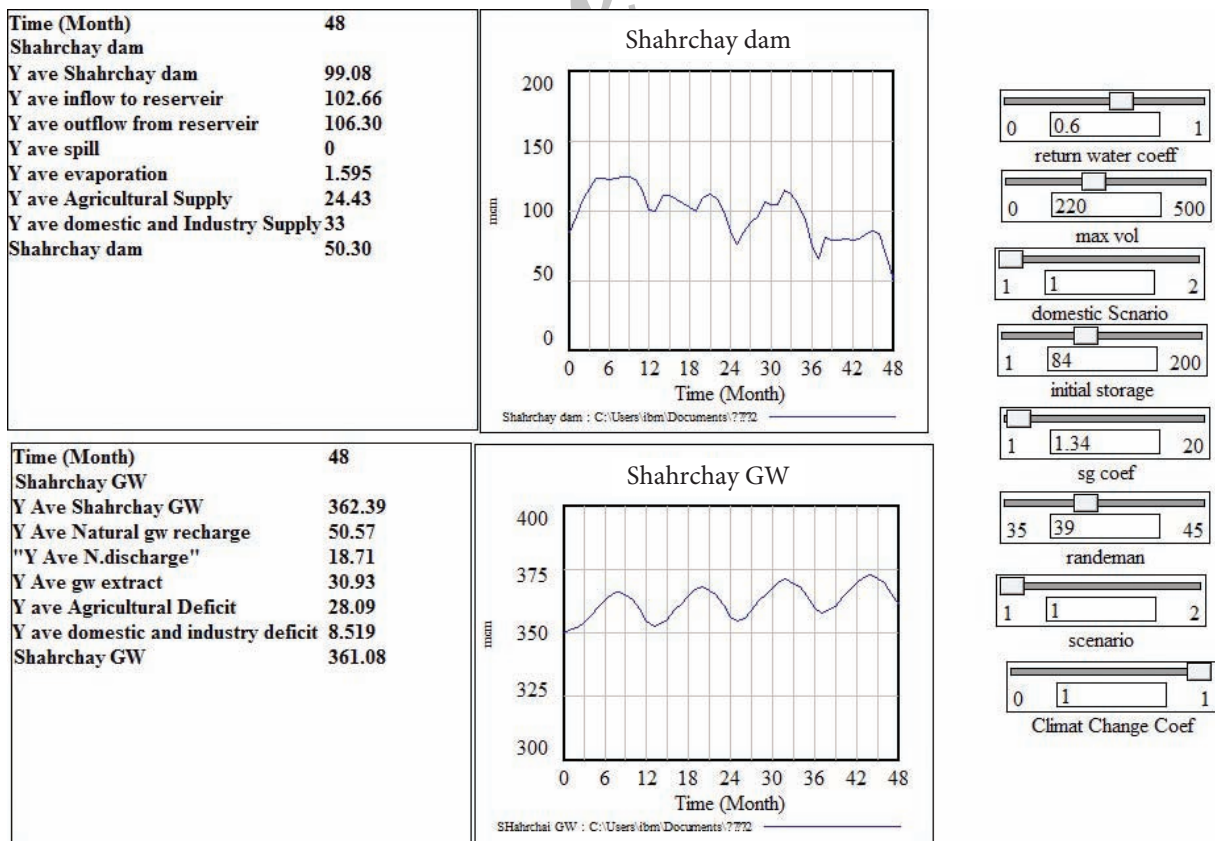 Time (Month) 48
Shahrchay dam
Y ave Shahrchay dam 99.08
Y ave inflow to reserveir 102.66
Y ave outflow from reserveir 106.30
Y ave spill 0
Y ave evaporation 1.595
Y ave Agricultural Supply 24.43
Y ave domestic and Industry Supply 33
Shahrchay dam 50.30
Shahrchay dam
200
150
100
50
0
mcm
0 6 12 18 24 30 36 42 48
Time (Month)
Shahrchay dam : C:\Users\ibm\Documents\????2
Time (Month) 48
Shahrchay GW
Y Ave Shahrchay GW 362.39
Y Ave Natural gw recharge 50.57
"Y Ave N.discharge" 18.71
Y Ave gw extract 30.93
Y ave Agricultural Deficit 28.09
Y ave domestic and industry deficit 8.519
Shahrchay GW 361.08
Shahrchay GW
400
375
350
325
300
mcm
0 6 12 18 24 30 36 42 48
Time (Month)
SHahrchai GW : C:\Users\ibm\Documents\????2
0 0.6 1
return water coeff
0 220 500
max vol
1 1 2
domestic Scnario
1 84 200
initial storage
1 1.34 20
sg coef
35 39 45
randeman
1 1 2
scenario
0 1 1
Climat Change Coef